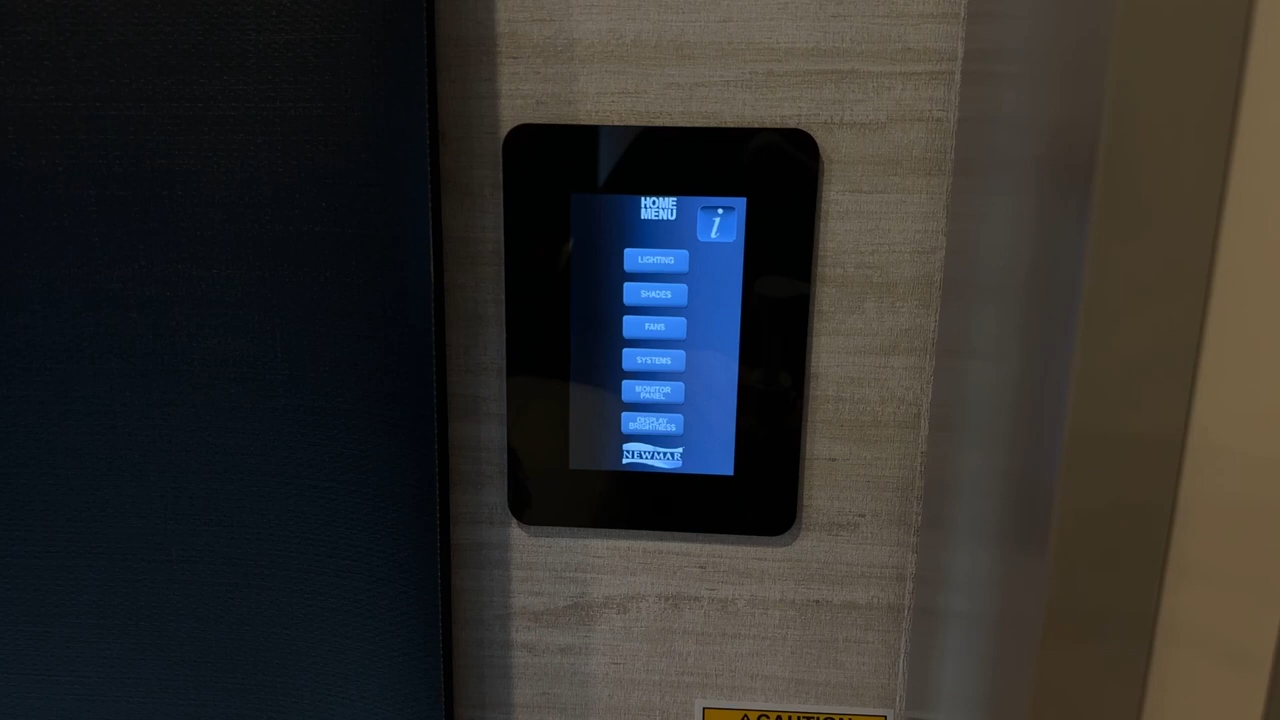 HOME
MENU
i
LIGHTING
SHADES
FANS
SYSTEMS
MONITOR
PANEL
DISPLAY
BRIGHTNESS
NEWMAR
CAUTION